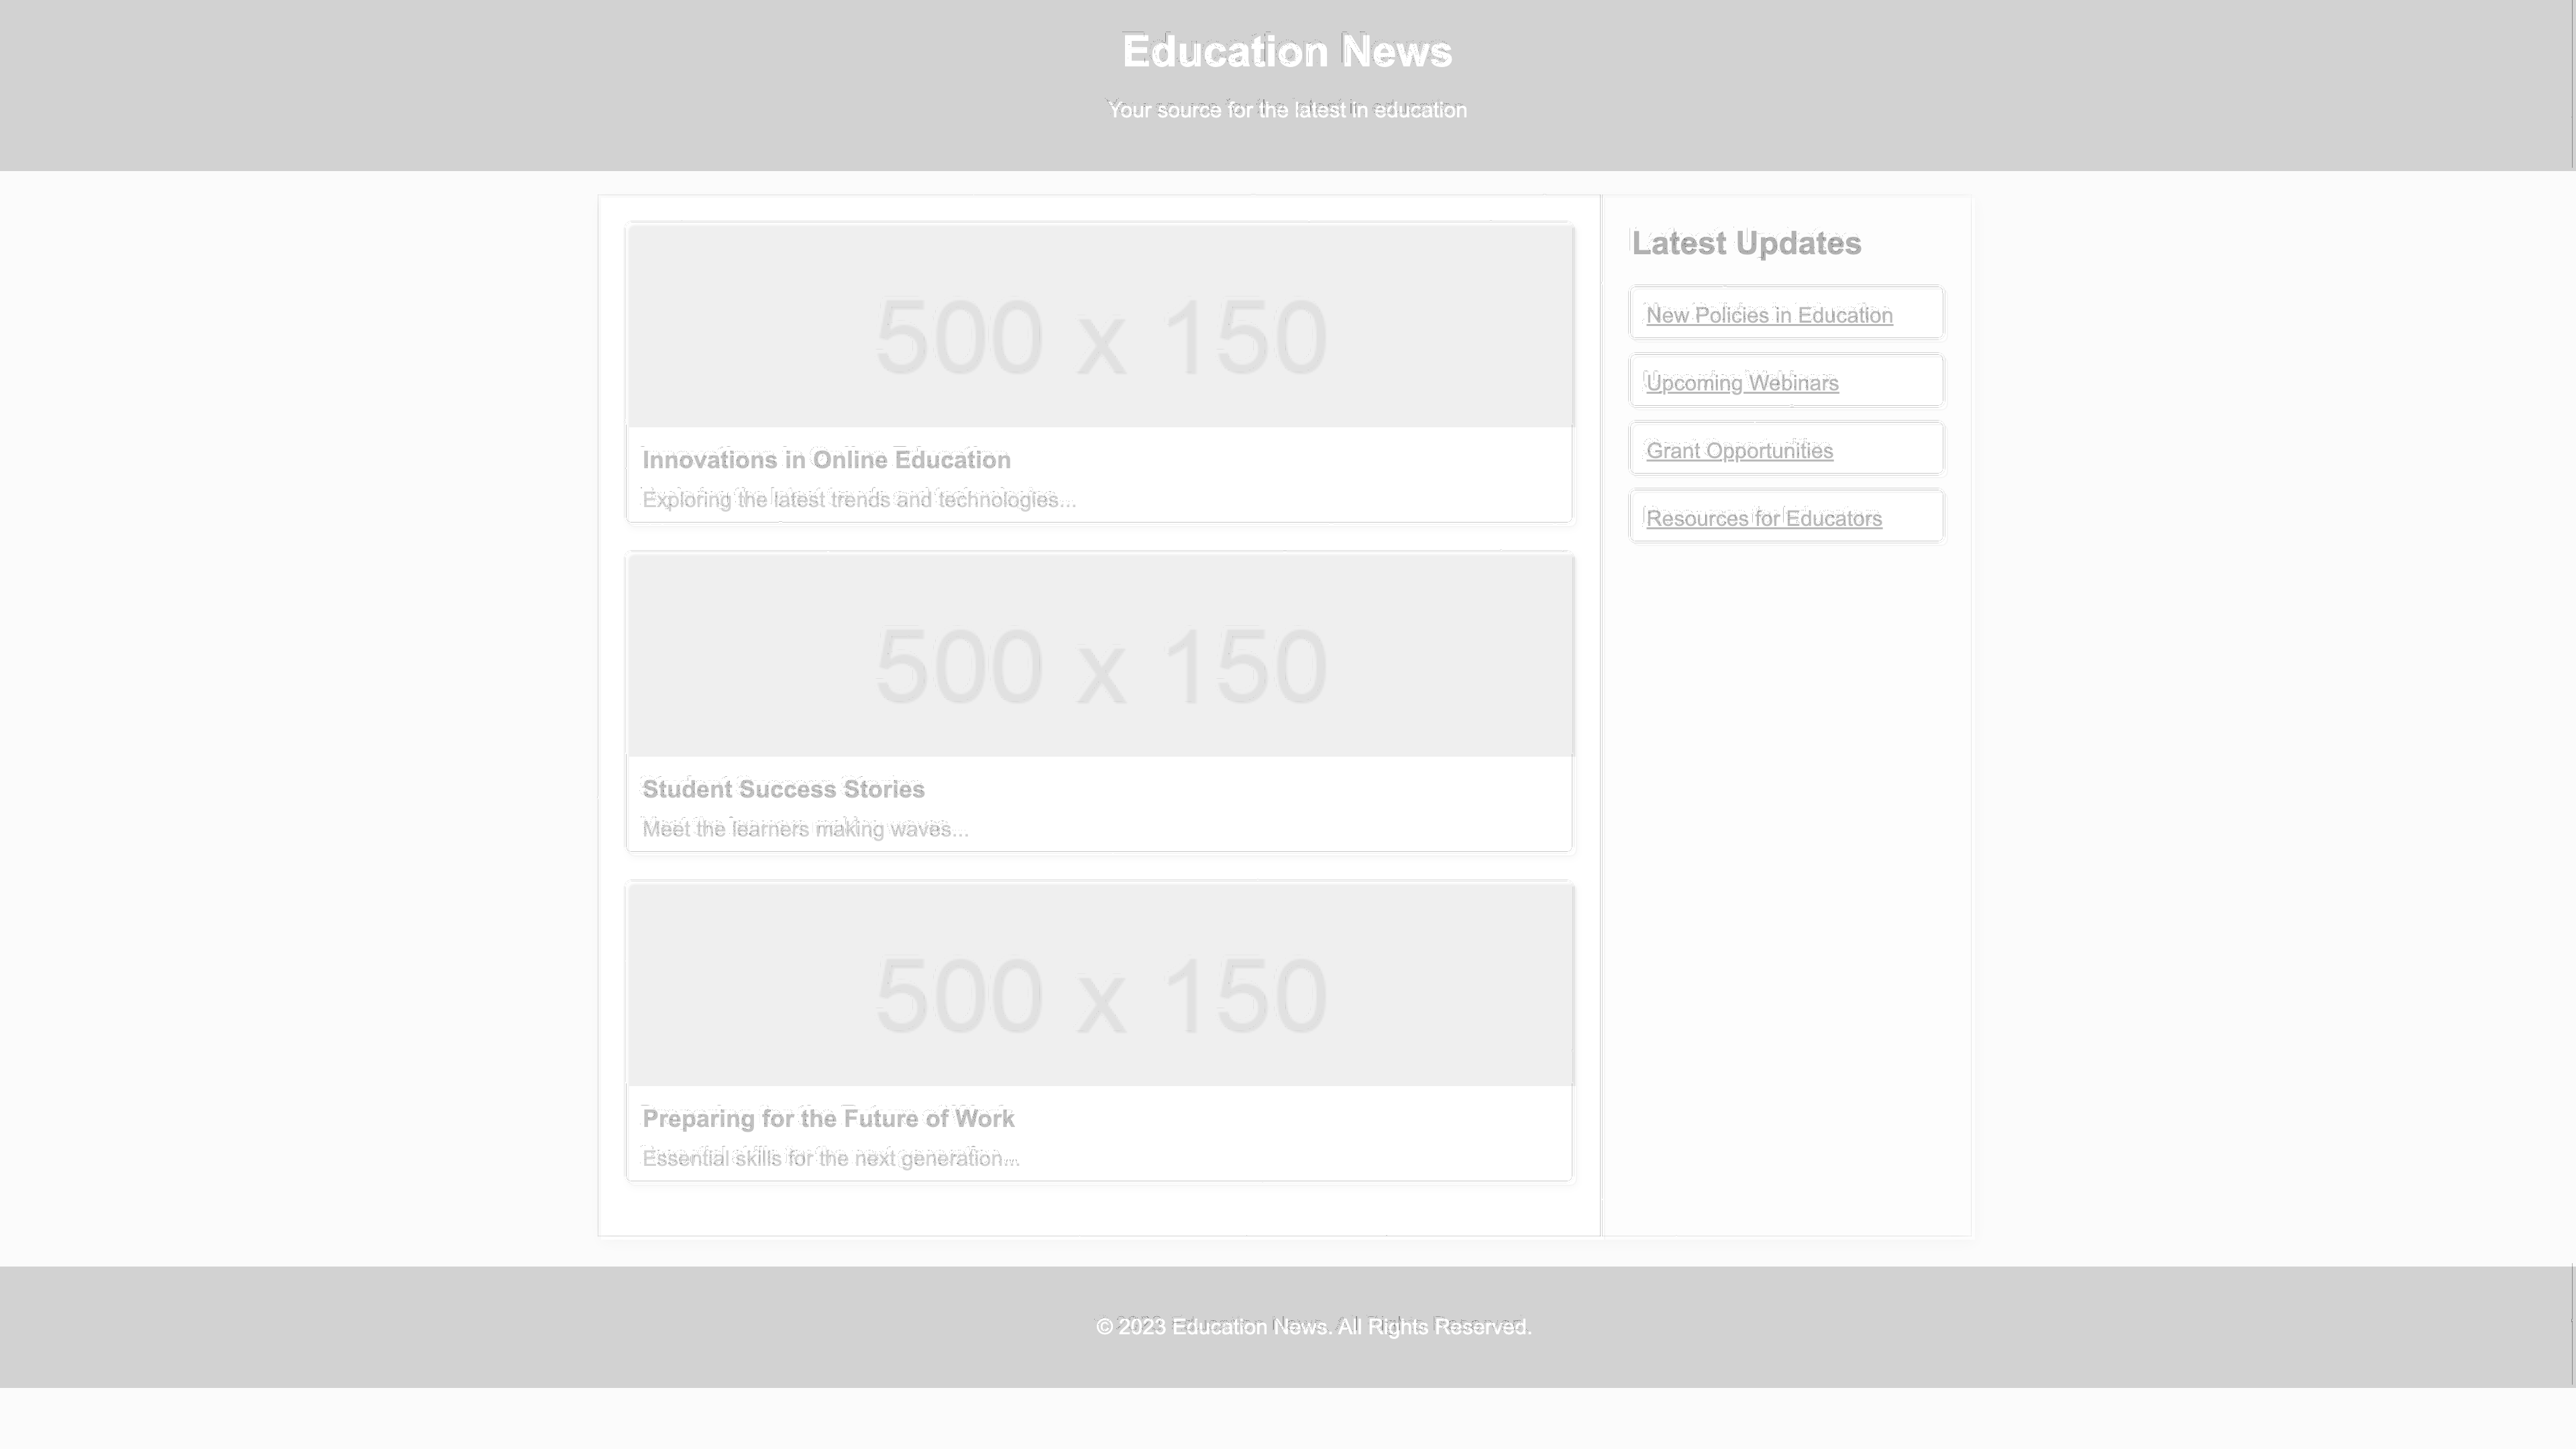 Education News
Your source for the latest in education
500 x 150
Innovations in Online Education
Exploring the latest trends and technologies...
500 x 150
Student Success Stories
Meet the learners making waves...
500 x 150
Preparing for the Future of Work
Essential skills for the next generation...
Latest Updates
New Policies in Education
Upcoming Webinars
Grant Opportunities
Resources for Educators
© 2023 Education News. All Rights Reserved.